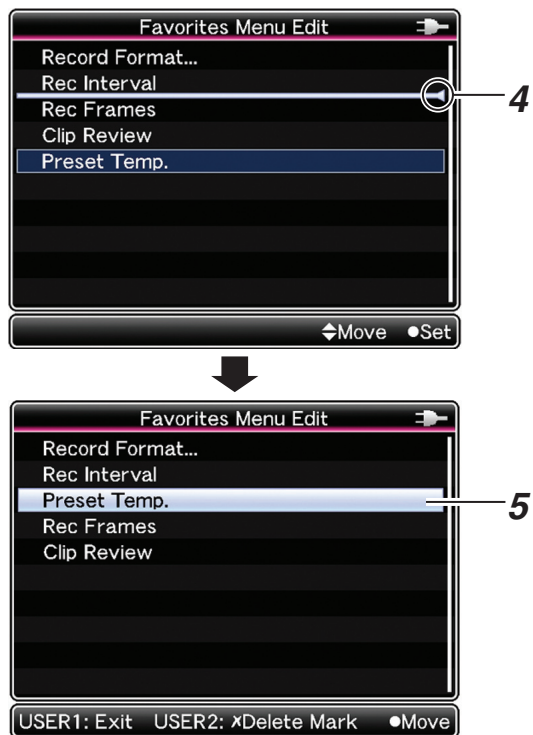 Favorites Menu Edit
Record Format...
Rec Interval
4
Rec Frames
Clip Review
Preset Temp.
Move ●Set
Favorites Menu Edit
Record Format...
Rec Interval
Preset Temp.
5
Rec Frames
Clip Review
USER1: Exit USER2: ✗Delete Mark ●Move